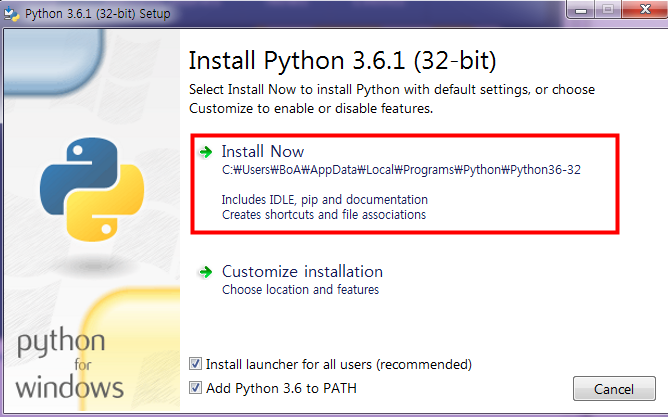 Python 3.6.1 (32-bit) Setup
Install Python 3.6.1 (32-bit)
Select Install Now to install Python with default settings, or choose
Customize to enable or disable features.
Install Now
C:₩Users₩BoA₩AppData₩Local₩Programs₩Python₩Python36-32
Includes IDLE, pip and documentation
Creates shortcuts and file associations
Customize installation
Choose location and features
python
for
windows
Install launcher for all users (recommended)
Add Python 3.6 to PATH
Cancel